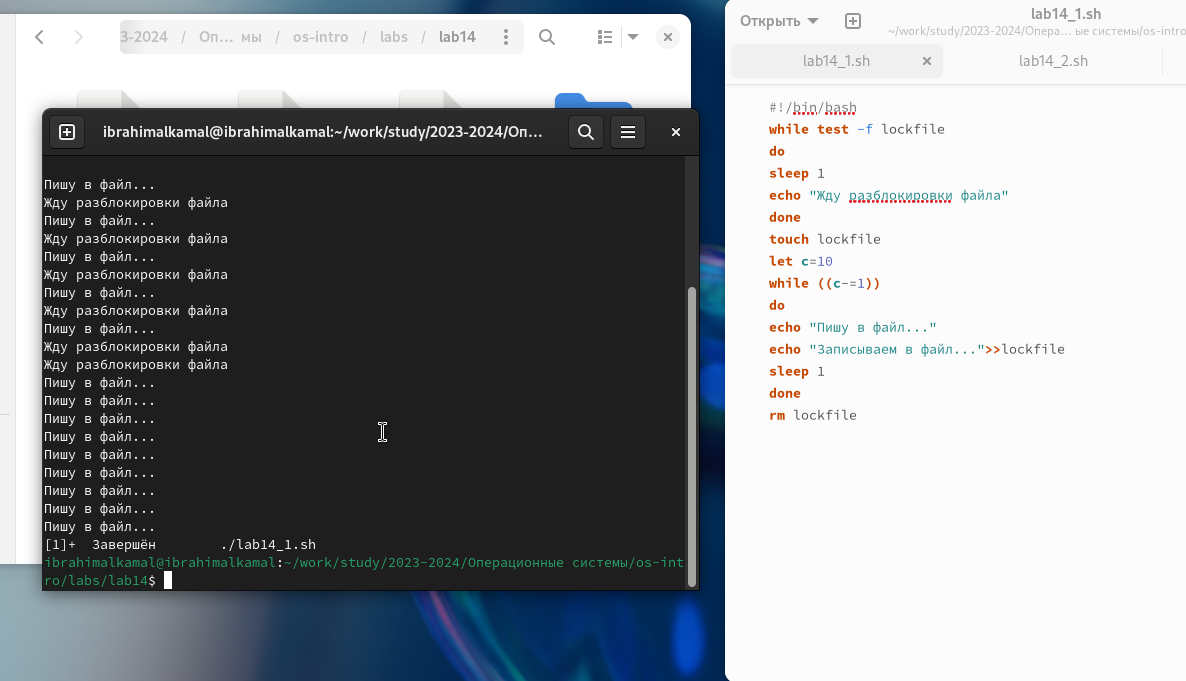 3-2024 / Оп… мы / os-intro / labs / lab14
ibrahimalkamal@ibrahimalkamal:~/work/study/2023-2024/Оп…
Пишу в файл...
Жду разблокировки файла
Пишу в файл...
Жду разблокировки файла
Пишу в файл...
Жду разблокировки файла
Пишу в файл...
Жду разблокировки файла
Пишу в файл...
Жду разблокировки файла
Жду разблокировки файла
Пишу в файл...
Пишу в файл...
Пишу в файл...
Пишу в файл...
Пишу в файл...
Пишу в файл...
Пишу в файл...
Пишу в файл...
Пишу в файл...
[1]+  Завершён        ./lab14_1.sh
ibrahimalkamal@ibrahimalkamal:~/work/study/2023-2024/Операционные системы/os-int
ro/labs/lab14$
Открыть
lab14_1.sh
~/work/study/2023-2024/Опера… ые системы/os-intro
lab14_1.sh
lab14_2.sh
#!/bin/bash
while test -f lockfile
do
sleep 1
echo "Жду разблокировки файла"
done
touch lockfile
let c=10
while ((c-=1))
do
echo "Пишу в файл..."
echo "Записываем в файл...">>lockfile
sleep 1
done
rm lockfile